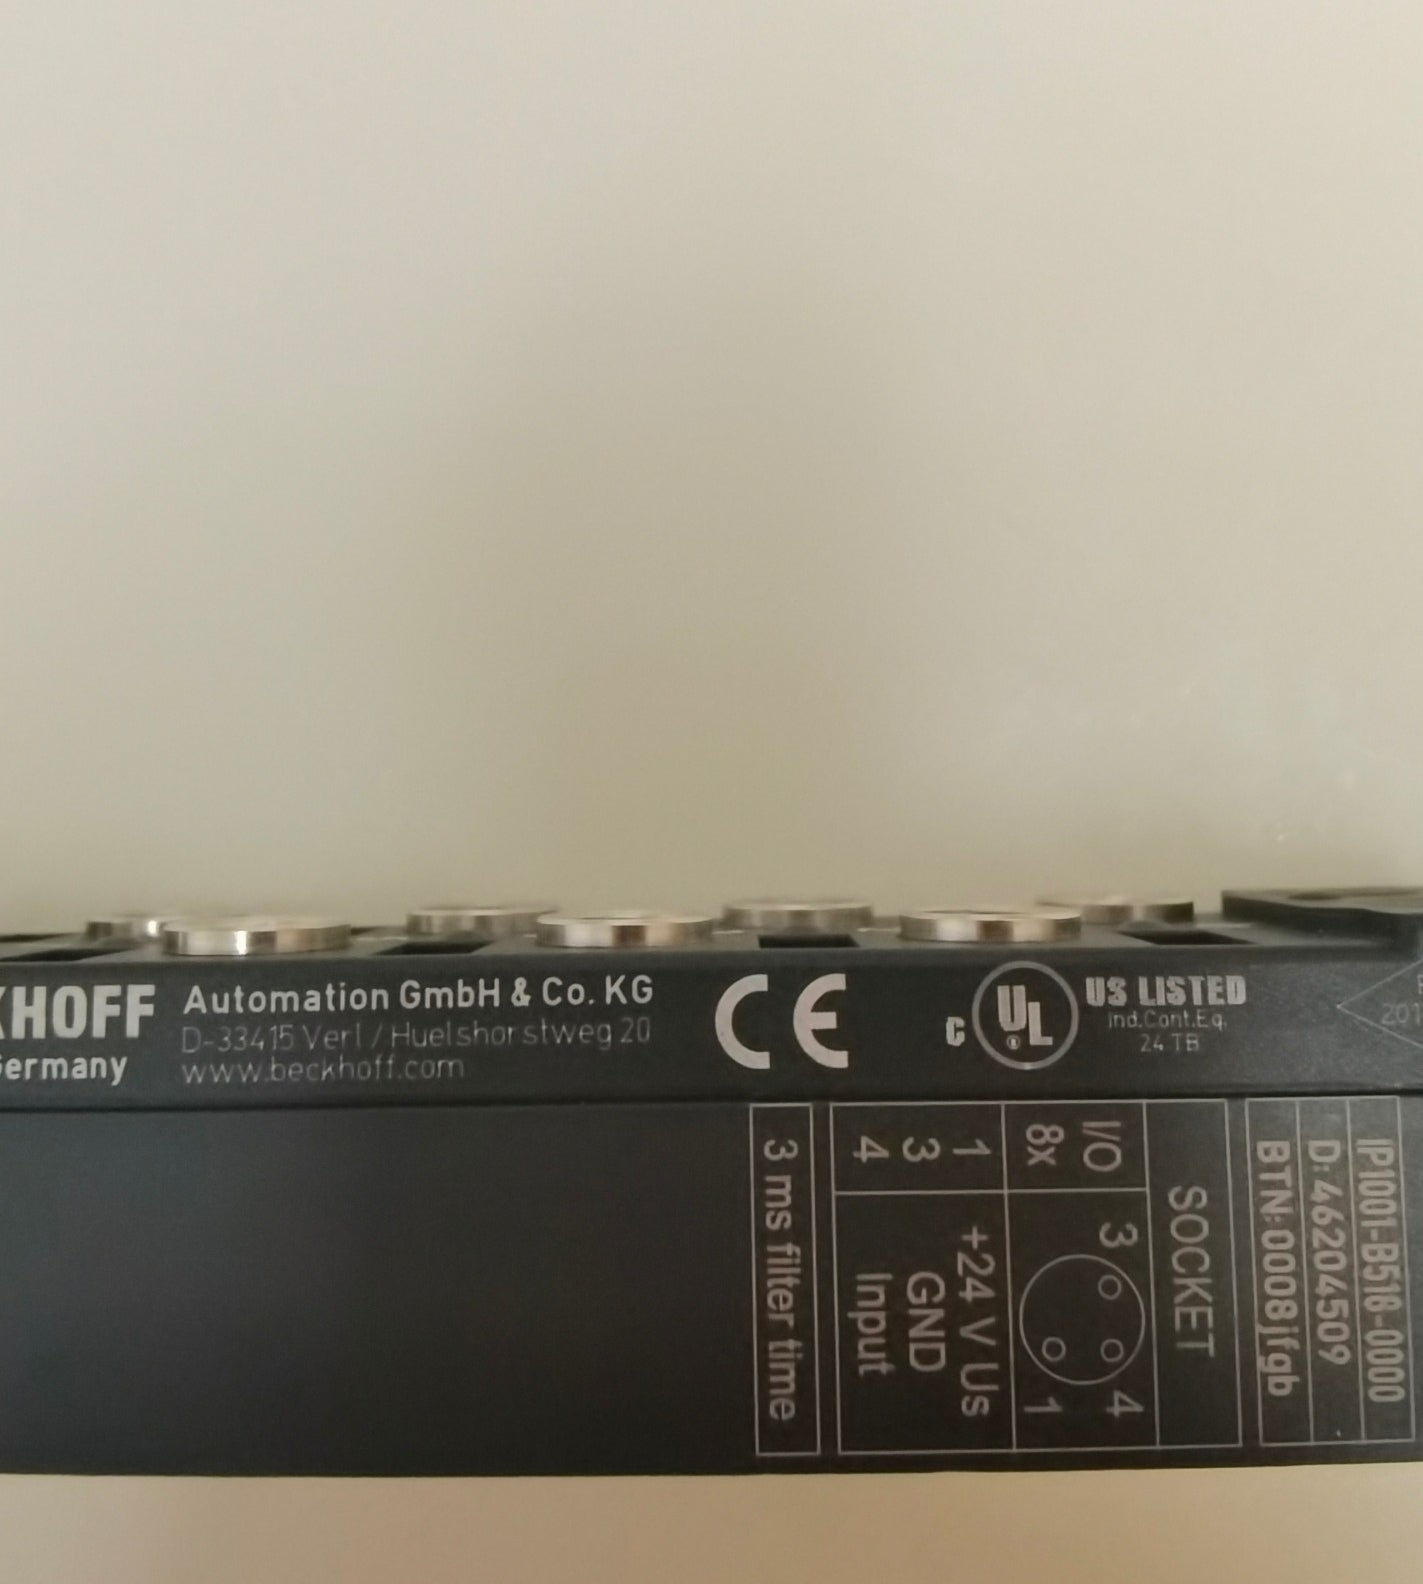 KHOFF
Germany
Automation GmbH & Co. KG
D-33415 Verl / Huelshorstweg 20
www.beckhoff.com
CE
C UL ® US LISTED
Ind.Cont.Eq.
24 TB
201
IP1001-B518-0000
D: 46204509
BTN:0008jfgb
SOCKET
I/O
8x
3
4
1
1 +24 V Us
3 GND
4 Input
3 ms filter time